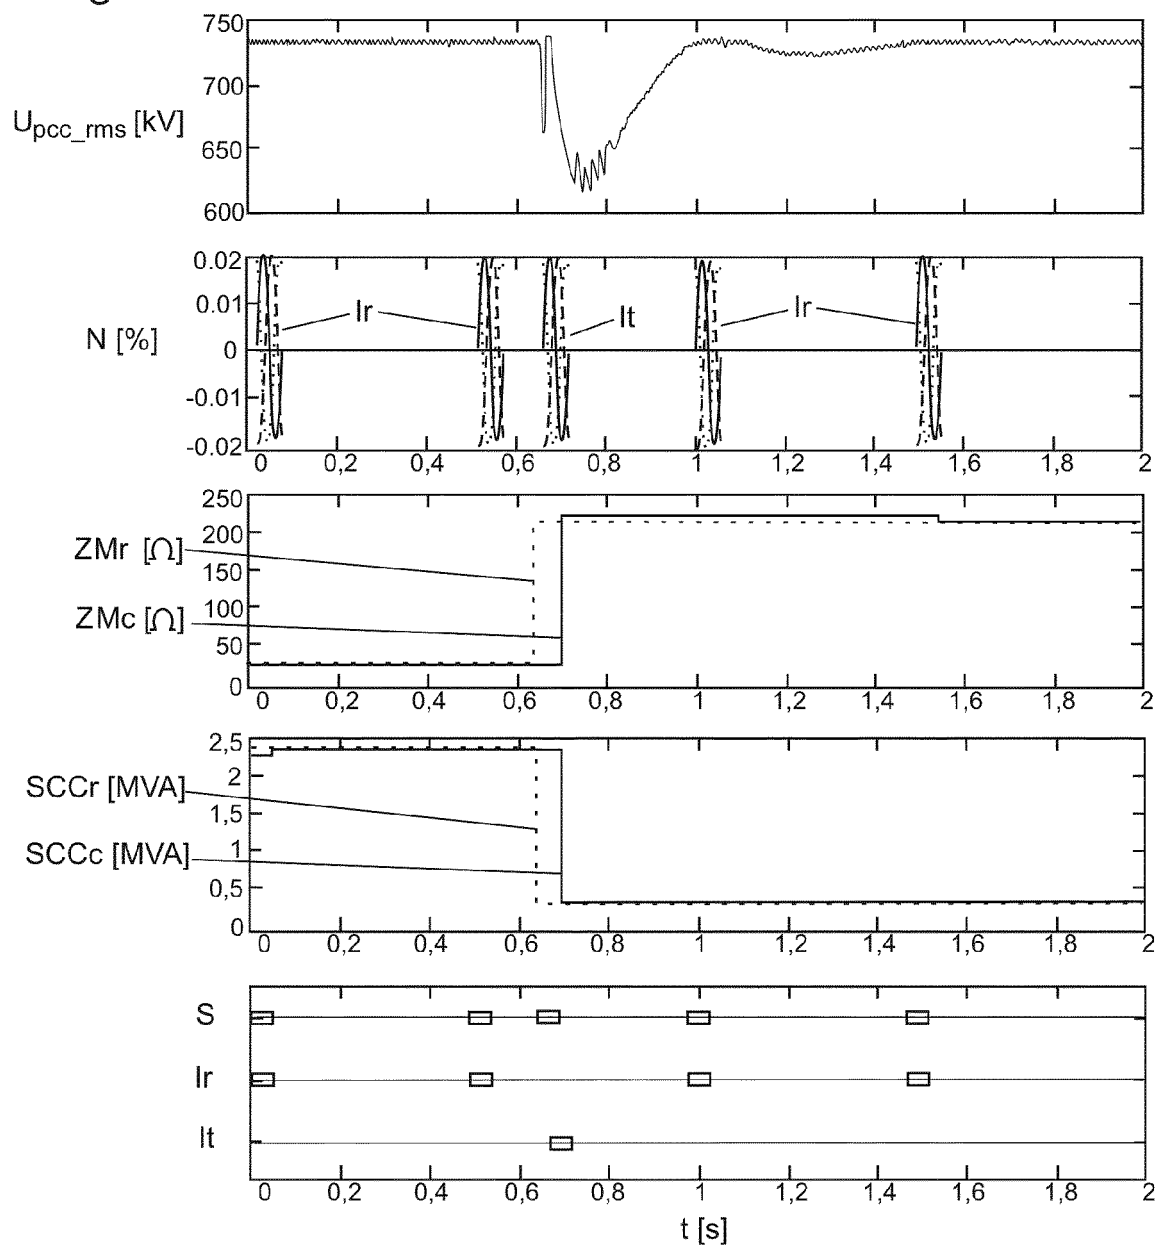 750
700
U pcc_rms [kV]
650
600
0.02
0.01
Ir
It
Ir
N [%]
0
-0.01
-0.02
0 0,2 0,4 0,6 0,8 1 1,2 1,4 1,6 1,8 2
250
200
ZMr [Ω]
150
100
ZMc [Ω]
50
0
0 0,2 0,4 0,6 0,8 1 1,2 1,4 1,6 1,8 2
2,5
2
SCCr [MVA]
1,5
1
SCCc [MVA]
0,5
0
0 0,2 0,4 0,6 0,8 1 1,2 1,4 1,6 1,8 2
S
Ir
It
0 0,2 0,4 0,6 0,8 1 1,2 1,4 1,6 1,8 2
t [s]